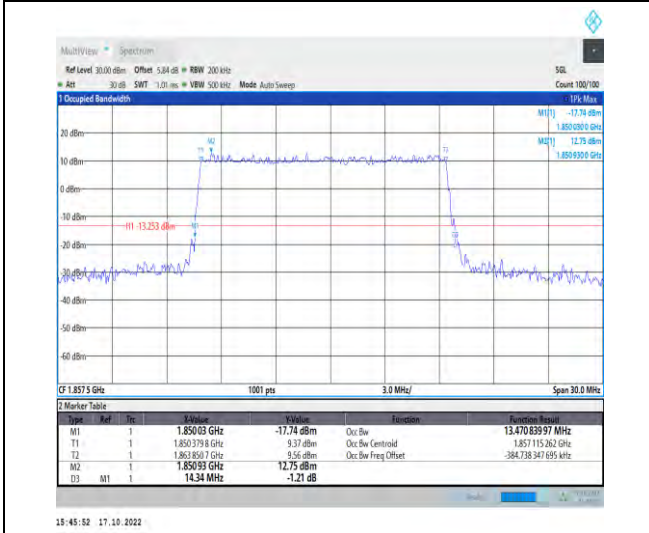 MultiView Spectrum
Ref Level 30.00 dBm Offset 5.84 dB RBW 200 kHz SGL
Att 30 dB SWT 1.01 ms VBW 500 kHz Mode Auto Sweep Count 100/100
1 Occupied Bandwidth 1Pk Max
M1[1] -17.74 dBm
1.850 0300 GHz
M2[1] 12.75 dBm
1.850 9300 GHz
20 dBm
M2
T1
T2
10 dBm
0 dBm
-10 dBm
H1 -13.253 dBm
M1
D3
-20 dBm
-30 dBm
-40 dBm
-50 dBm
-60 dBm
CF 1.857 5 GHz 1001 pts 3.0 MHz/ Span 30.0 MHz
2 Marker Table
Type Ref Trc X-Value Y-Value Function Function Result
M1 1 1.850 03 GHz -17.74 dBm Occ Bw 13.470 839 97 MHz
T1 1 1.850 379 8 GHz 9.37 dBm Occ Bw Centroid 1.857 115 262 GHz
T2 1 1.863 850 7 GHz 9.56 dBm Occ Bw Freq Offset -384.738 347 695 kHz
M2 1 1.850 93 GHz 12.75 dBm
D3 M1 1 14.34 MHz -1.21 dB
15:45:52 17.10.2022